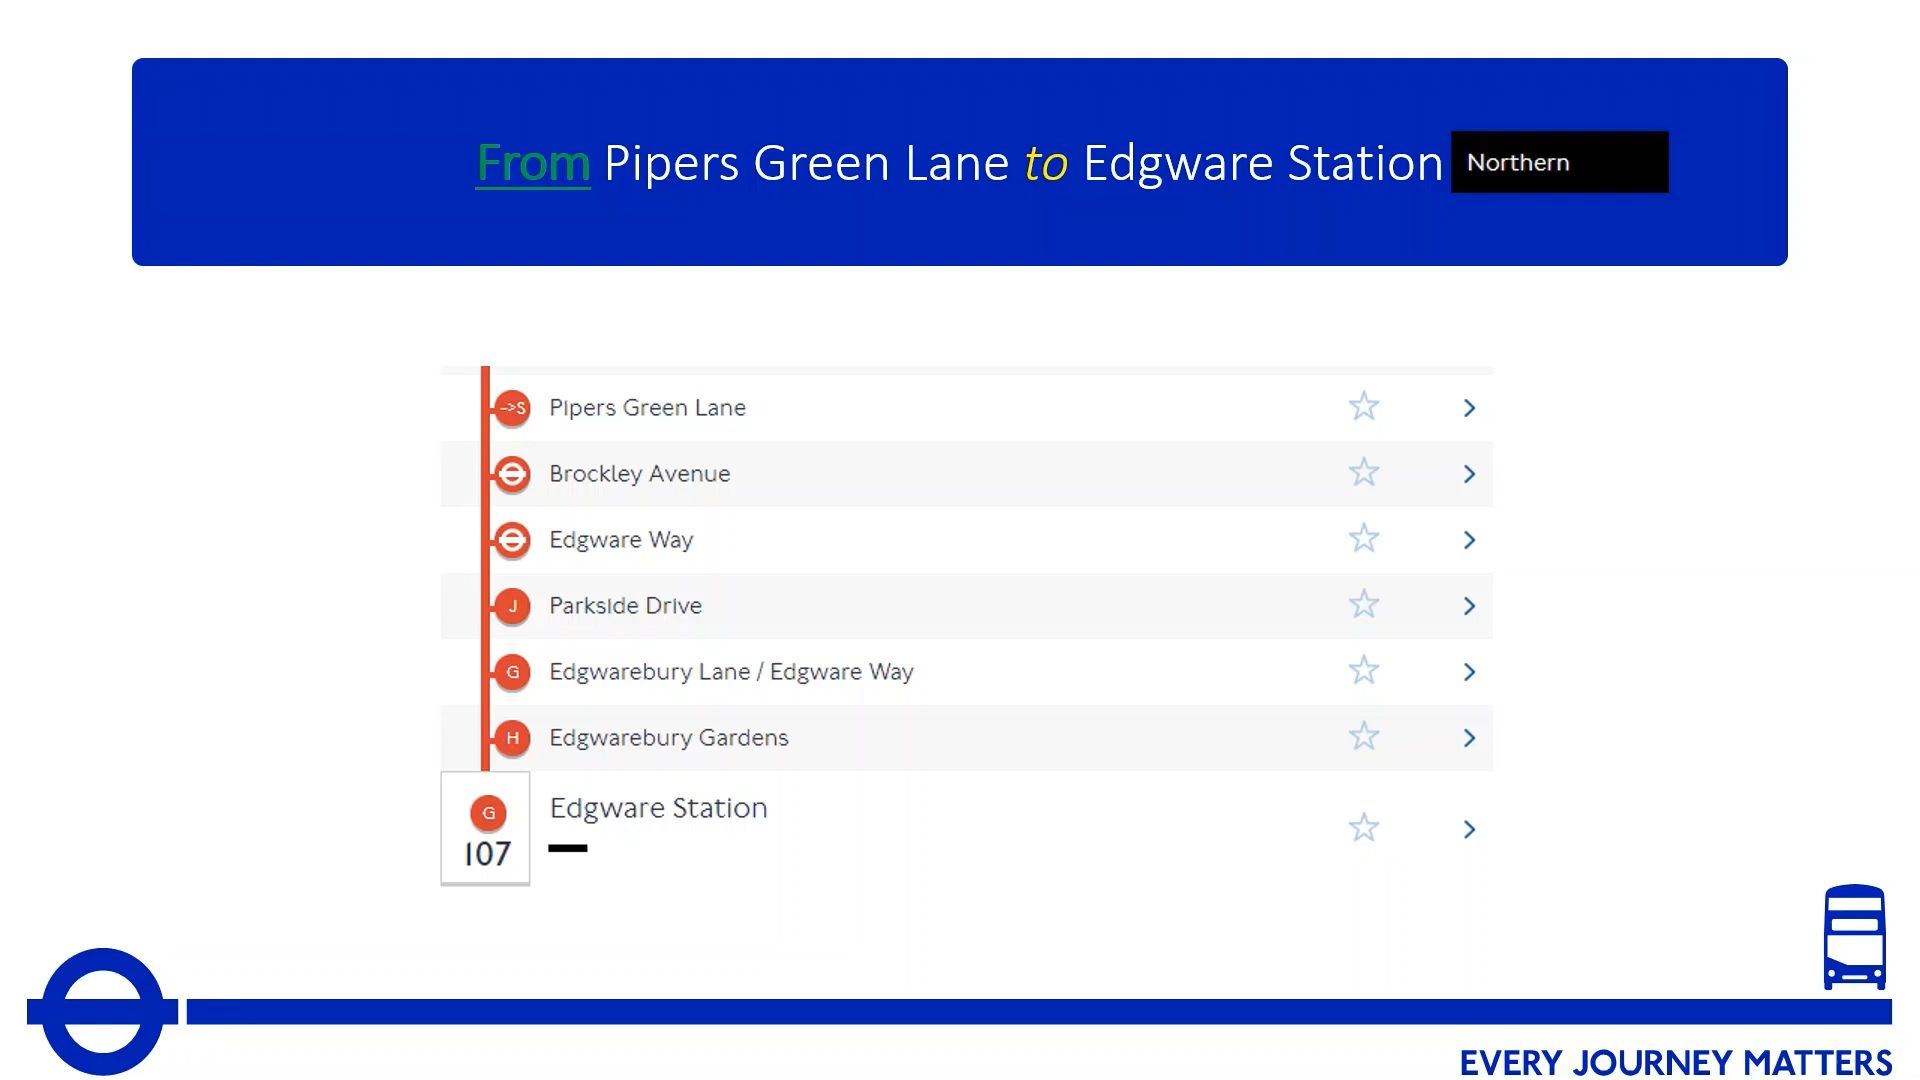 From Pipers Green Lane to Edgware Station Northern
->S Pipers Green Lane
Brockley Avenue
Edgware Way
J Parkside Drive
G Edgwarebury Lane / Edgware Way
H Edgwarebury Gardens
G Edgware Station
107
EVERY JOURNEY MATTERS